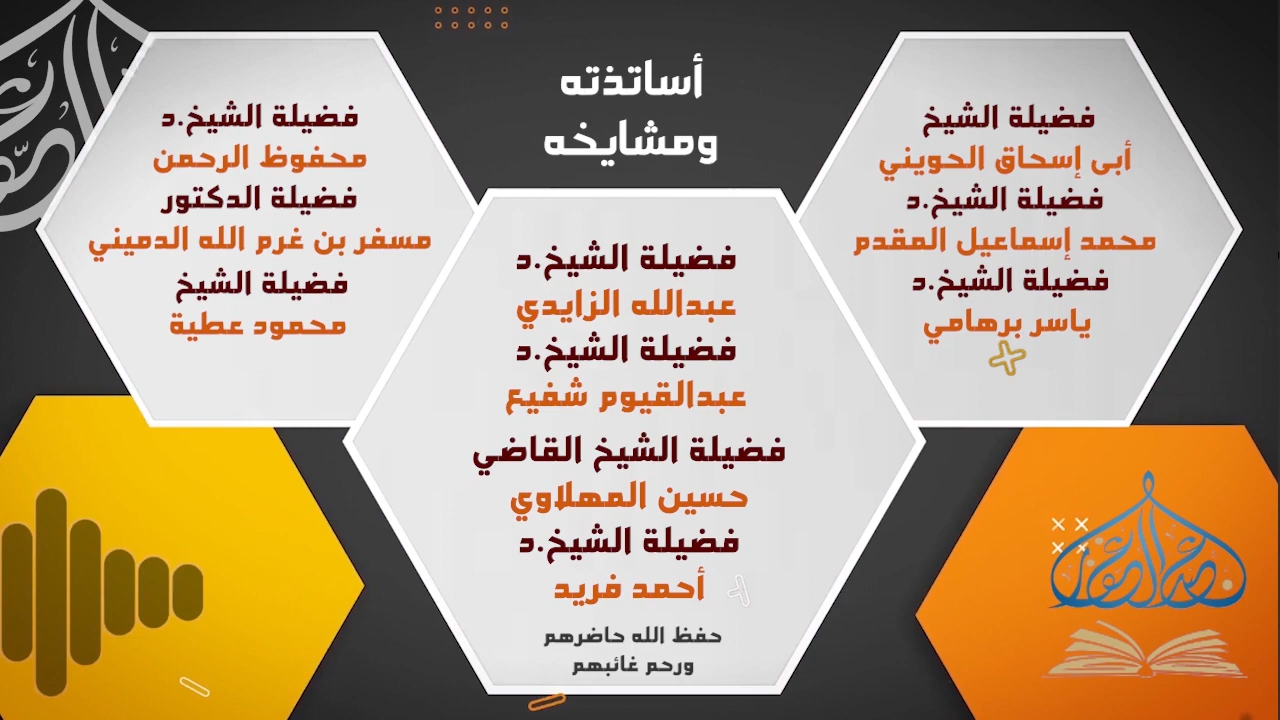 أساتذته
ومشايخه
فضيلة الشيخ
أبى إسحاق الحويني
فضيلة الشيخ.د
محمد إسماعيل المقدم
فضيلة الشيخ.د
ياسر برهامي
فضيلة الشيخ.د
عبدالله الزايدي
فضيلة الشيخ.د
عبدالقيوم شفيع
فضيلة الشيخ القاضي
حسين المهلاوي
فضيلة الشيخ.د
أحمد فريد
حفظ الله حاضرهم
ورحم غائبهم
فضيلة الشيخ.د
محفوظ الرحمن
فضيلة الدكتور
مسفر بن غرم الله الدميني
فضيلة الشيخ
محمود عطية